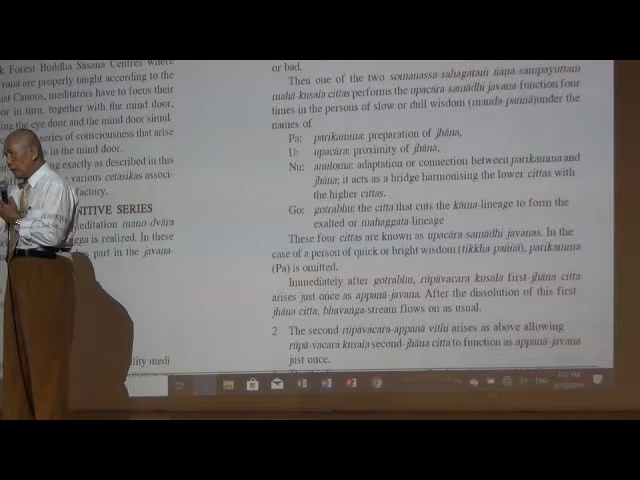 k Forest Buddha Sāsana Centres where
vanā are properly taught according to the
ist Canons, meditators have to focus their
or in turn, together with the mind door,
ing the eye door and the mind door simul
series of consciousness that arise
s in the mind door.
ng exactly as described in this
various cetasikas associ-
factory.
NITIVE SERIES
editation mano-dvāra
gga is realized. In these
s part in the javana-
lity medi
or bad.
Then one of the two somanassa-sahagataṁ ñāṇa-sampayuttaṁ
mahā-kusala cittas performs the upacāra-samādhi javana function four
times in the persons of slow or dull wisdom (manda-paññā)under the
names of
Pa: parikamma: preparation of jhāna,
U: upacāra: proximity of jhāna,
Nu: anuloma: adaptation or connection between parikamma and
jhāna; it acts as a bridge harmonising the lower cittas with
the higher cittas.
Go: gotrabhu: the citta that cuts the kāma-lineage to form the
exalted or mahaggata-lineage
These four cittas are known as upacāra-samādhi javanas. In the
case of a person of quick or bright wisdom (tikkha-paññā), parikamma
(Pa) is omitted.
Immediately after gotrabhu, rūpāvacara kusala first-jhāna citta
arises just once as appanā-javana. After the dissolution of this first
jhāna citta, bhavaṅga-stream flows on as usual.
2 The second rūpāvacara-appanā vīthi arises as above allowing
rūpā-vacara kusala second-jhāna citta to function as appanā-javana
just once.
ENG